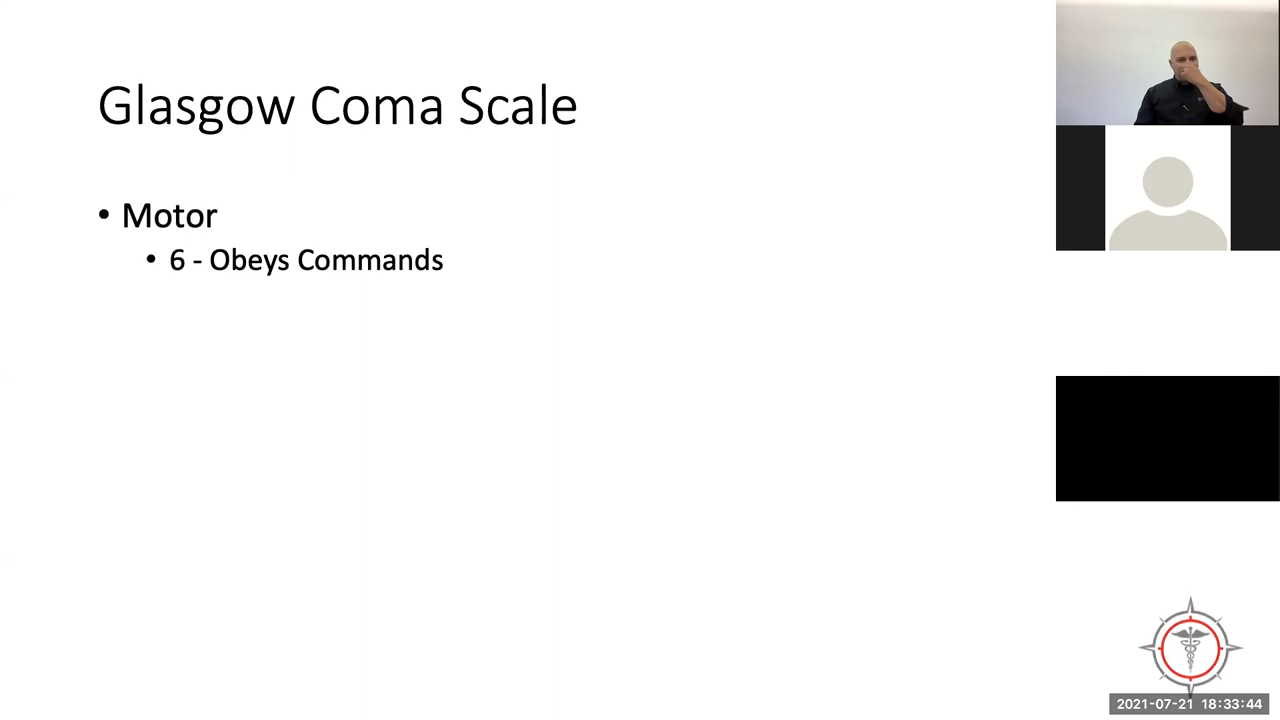 Glasgow Coma Scale
• Motor
• 6 - Obeys Commands
2021-07-21 18:33:44